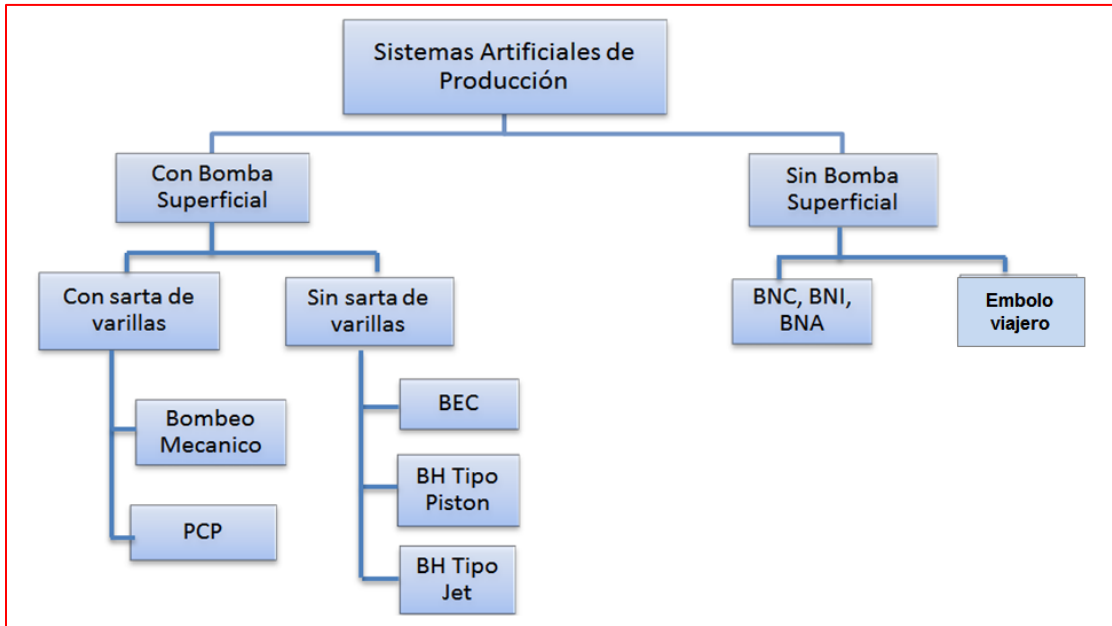 Sistemas Artificiales de
Producción
Con Bomba
Superficial
Sin Bomba
Superficial
Con sarta de
varillas
Sin sarta de
varillas
BNC, BNI,
BNA
Embolo
viajero
Bombeo
Mecanico
PCP
BEC
BH Tipo
Piston
BH Tipo
Jet